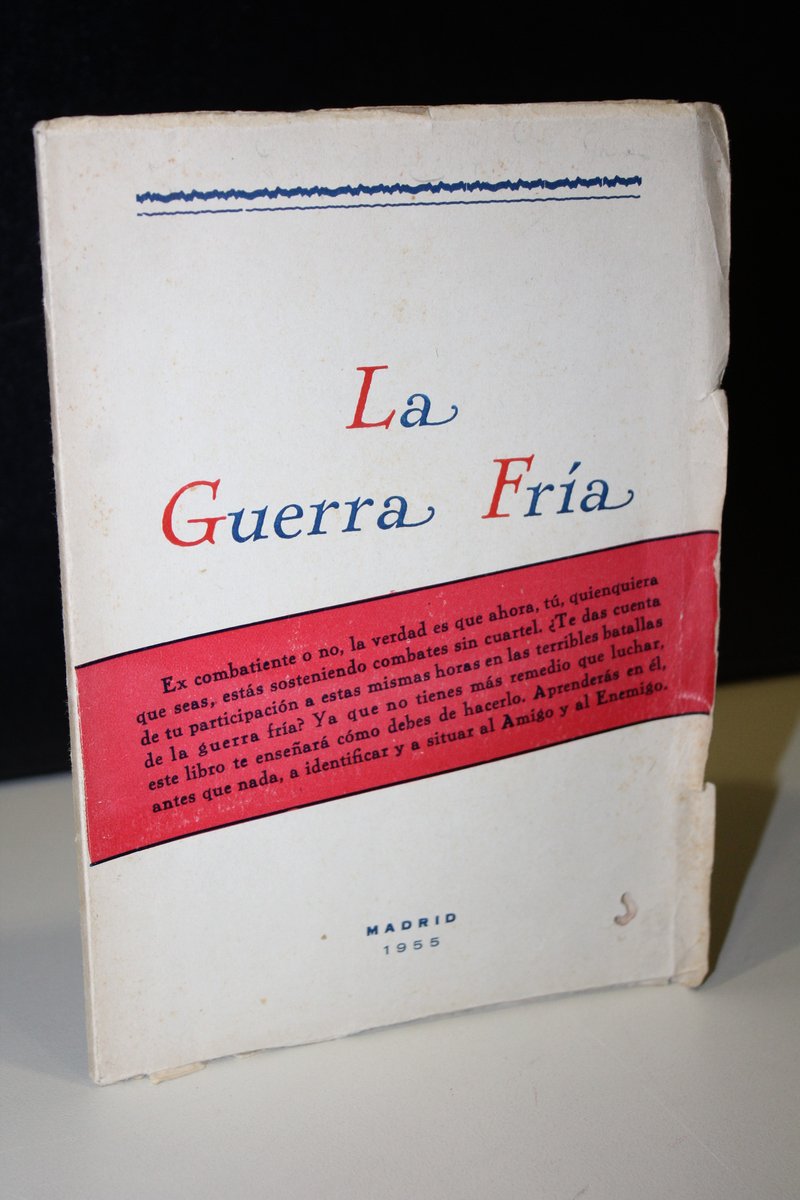 La
Guerra Fría
Ex combatiente o no, la verdad es que ahora, tú, quienquiera
que seas, estás sosteniendo combates sin cuartel. ¿Te das cuenta
de tu participación a estas mismas horas en las terribles batallas
de la guerra fría? Ya que no tienes más remedio que luchar,
este libro te enseñará cómo debes de hacerlo. Aprenderás en él,
antes que nada, a identificar y a situar al Amigo y al Enemigo.
MADRID
1955